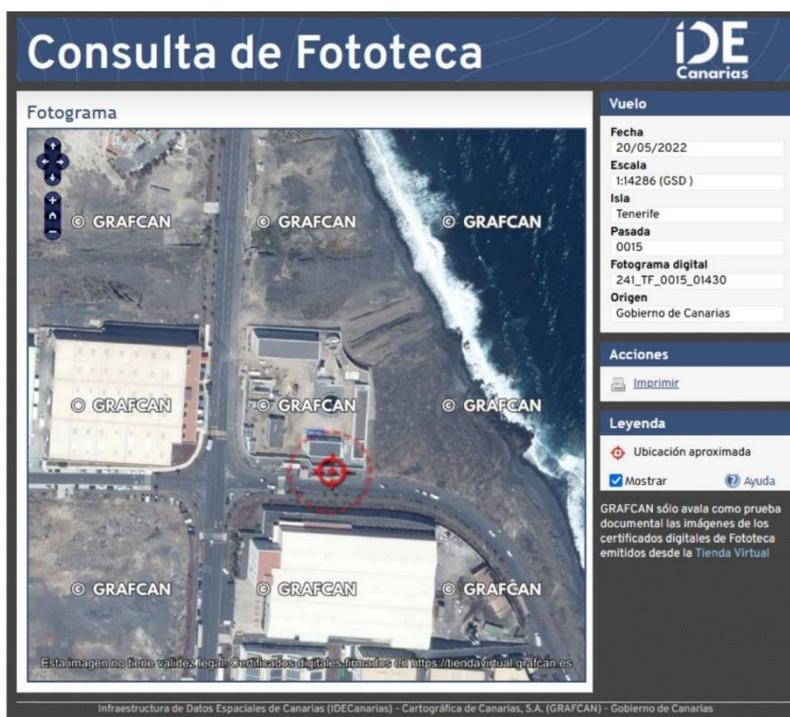 Consulta de Fototeca
IDE
Canarias
Fotograma
© GRAFCAN © GRAFCAN © GRAFCAN
© GRAFCAN © GRAFCAN © GRAFCAN
© GRAFCAN © GRAFCAN © GRAFCAN
Esta imagen no tiene validez legal. Certificados digitales firmados en https://tiendavirtual.grafcan.es
Vuelo
Fecha
20/05/2022
Escala
1:14286 (GSD )
Isla
Tenerife
Pasada
0015
Fotograma digital
241_TF_0015_01430
Origen
Gobierno de Canarias
Acciones
Imprimir
Leyenda
Ubicación aproximada
Mostrar ? Ayuda
GRAFCAN sólo avala como prueba
documental las imágenes de los
certificados digitales de Fototeca
emitidos desde la Tienda Virtual
Infraestructura de Datos Espaciales de Canarias (IDECanarias) - Cartográfica de Canarias, S.A. (GRAFCAN) - Gobierno de Canarias